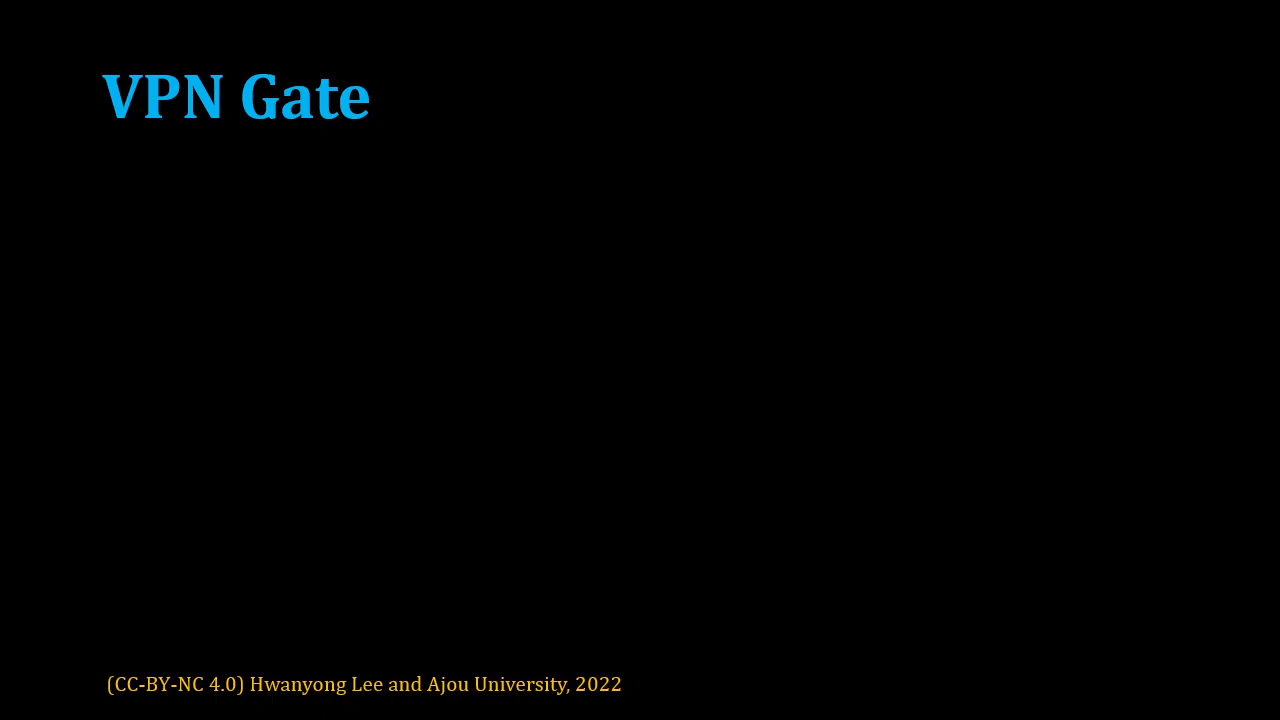 VPN Gate
(CC-BY-NC 4.0) Hwanyong Lee and Ajou University, 2022